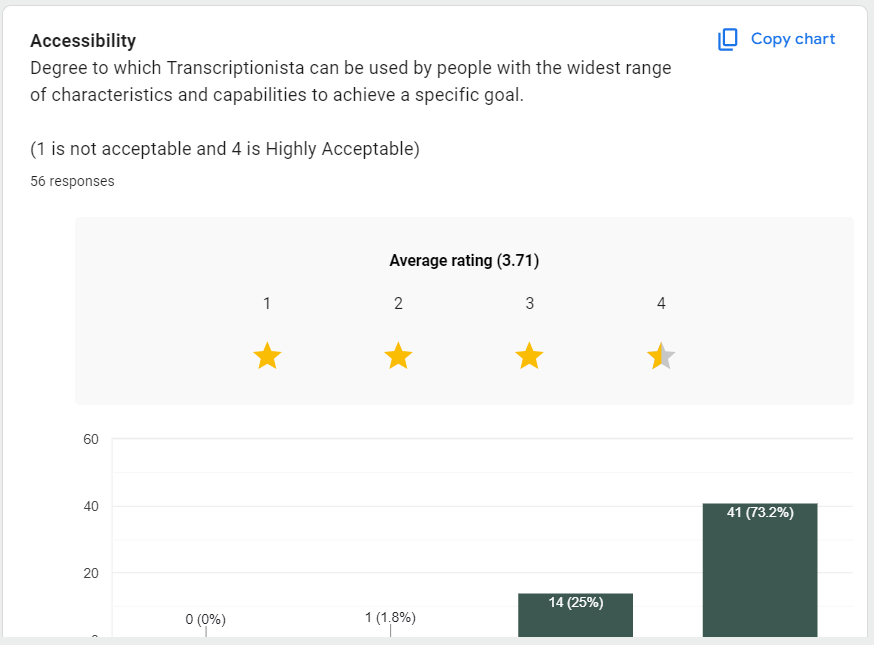 Accessibility
Copy chart
Degree to which Transcriptionista can be used by people with the widest range
of characteristics and capabilities to achieve a specific goal.
(1 is not acceptable and 4 is Highly Acceptable)
56 responses
Average rating (3.71)
1 2 3 4
60
40
41 (73.2%)
20
14 (25%)
0 (0%)
1 (1.8%)